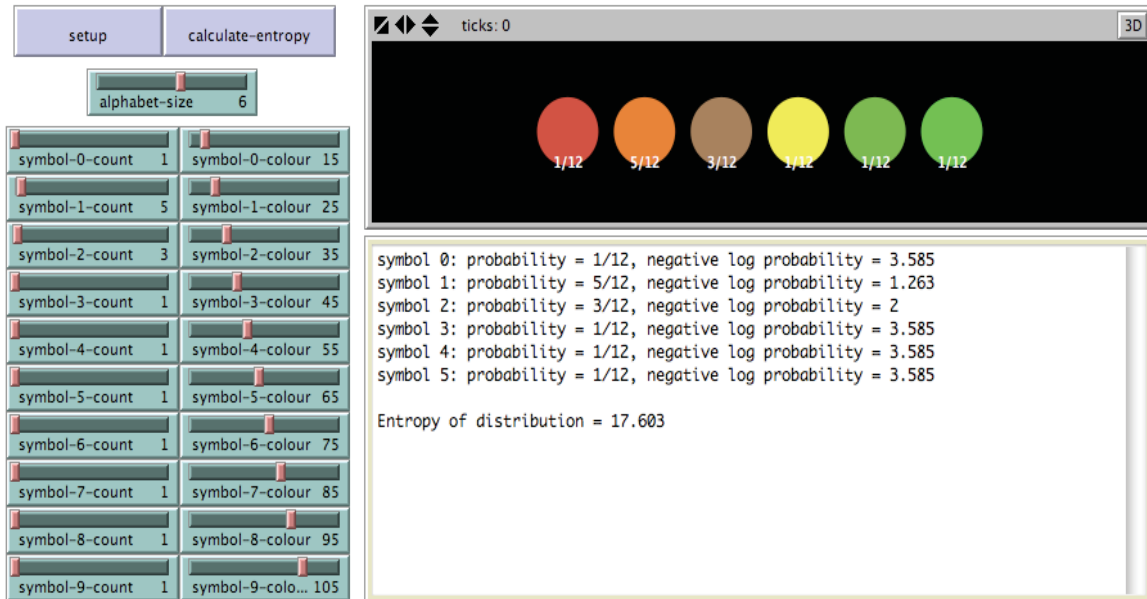 setup calculate-entropy
alphabet-size 6
symbol-0-count 1 symbol-0-colour 15
symbol-1-count 5 symbol-1-colour 25
symbol-2-count 3 symbol-2-colour 35
symbol-3-count 1 symbol-3-colour 45
symbol-4-count 1 symbol-4-colour 55
symbol-5-count 1 symbol-5-colour 65
symbol-6-count 1 symbol-6-colour 75
symbol-7-count 1 symbol-7-colour 85
symbol-8-count 1 symbol-8-colour 95
symbol-9-count 1 symbol-9-colo... 105
ticks: 0 3D
1/12 5/12 3/12 1/12 1/12 1/12
symbol 0: probability = 1/12, negative log probability = 3.585
symbol 1: probability = 5/12, negative log probability = 1.263
symbol 2: probability = 3/12, negative log probability = 2
symbol 3: probability = 1/12, negative log probability = 3.585
symbol 4: probability = 1/12, negative log probability = 3.585
symbol 5: probability = 1/12, negative log probability = 3.585
Entropy of distribution = 17.603